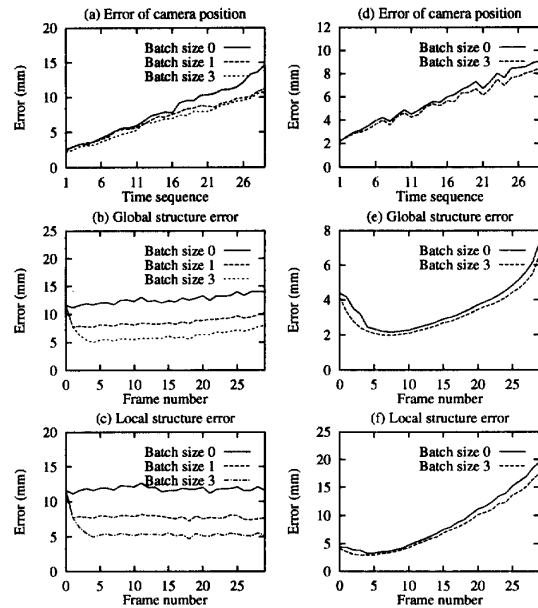 (a) Error of camera position
Error (mm)
25
20
15
10
5
0
Batch size 0
Batch size 1
Batch size 3
1 6 11 16 21 26
Time sequence
(d) Error of camera position
Error (mm)
12
10
8
6
4
2
0
Batch size 0
Batch size 3
1 6 11 16 21 26
Time sequence
(b) Global structure error
Error (mm)
25
20
15
10
5
0
Batch size 0
Batch size 1
Batch size 3
0 5 10 15 20 25
Frame number
(e) Global structure error
Error (mm)
8
6
4
2
0
Batch size 0
Batch size 3
0 5 10 15 20 25
Frame number
(c) Local structure error
Error (mm)
25
20
15
10
5
0
Batch size 0
Batch size 1
Batch size 3
0 5 10 15 20 25
Frame number
(f) Local structure error
Error (mm)
25
20
15
10
5
0
Batch size 0
Batch size 3
0 5 10 15 20 25
Frame number